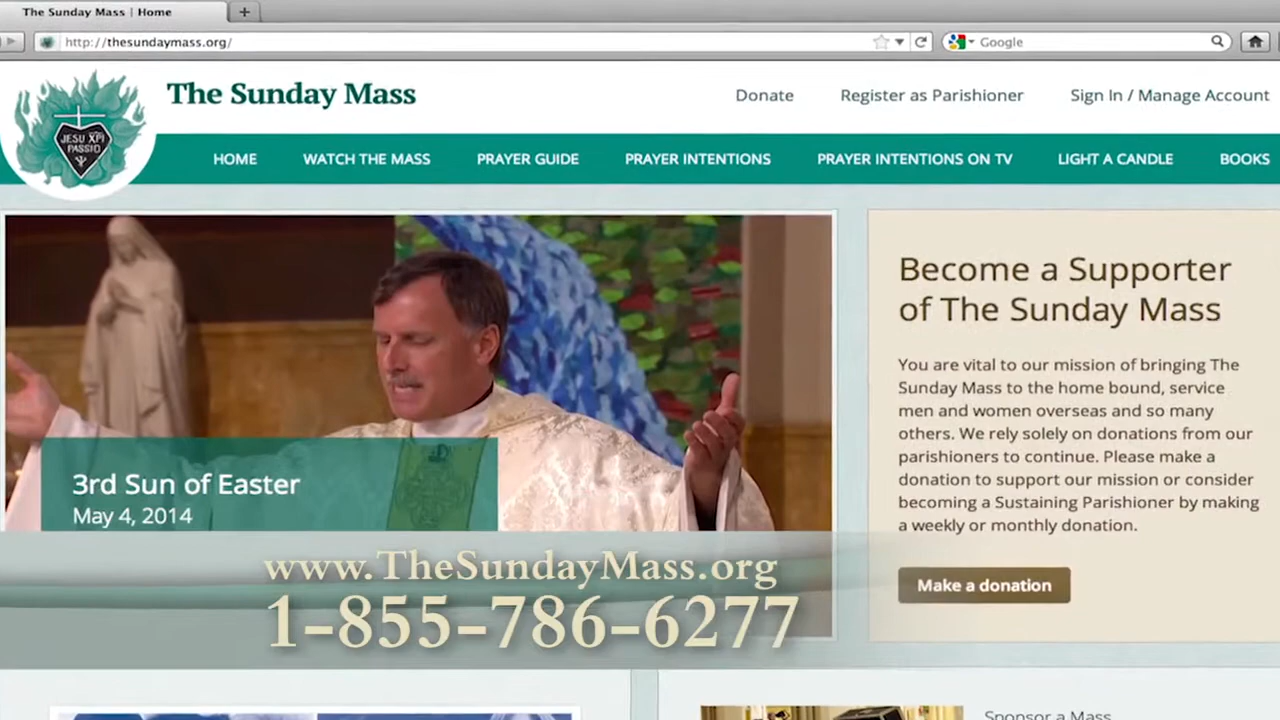 The Sunday Mass | Home
http://thesundaymass.org/
Google
The Sunday Mass
Donate
Register as Parishioner
Sign In / Manage Account
JESU XPI
PASSIO
HOME
WATCH THE MASS
PRAYER GUIDE
PRAYER INTENTIONS
PRAYER INTENTIONS ON TV
LIGHT A CANDLE
BOOKS
3rd Sun of Easter
May 4, 2014
Become a Supporter
of The Sunday Mass
You are vital to our mission of bringing The
Sunday Mass to the home bound, service
men and women overseas and so many
others. We rely solely on donations from our
parishioners to continue. Please make a
donation to support our mission or consider
becoming a Sustaining Parishioner by making
a weekly or monthly donation.
Make a donation
www.TheSundayMass.org
1-855-786-6277
Sponsor a Mass